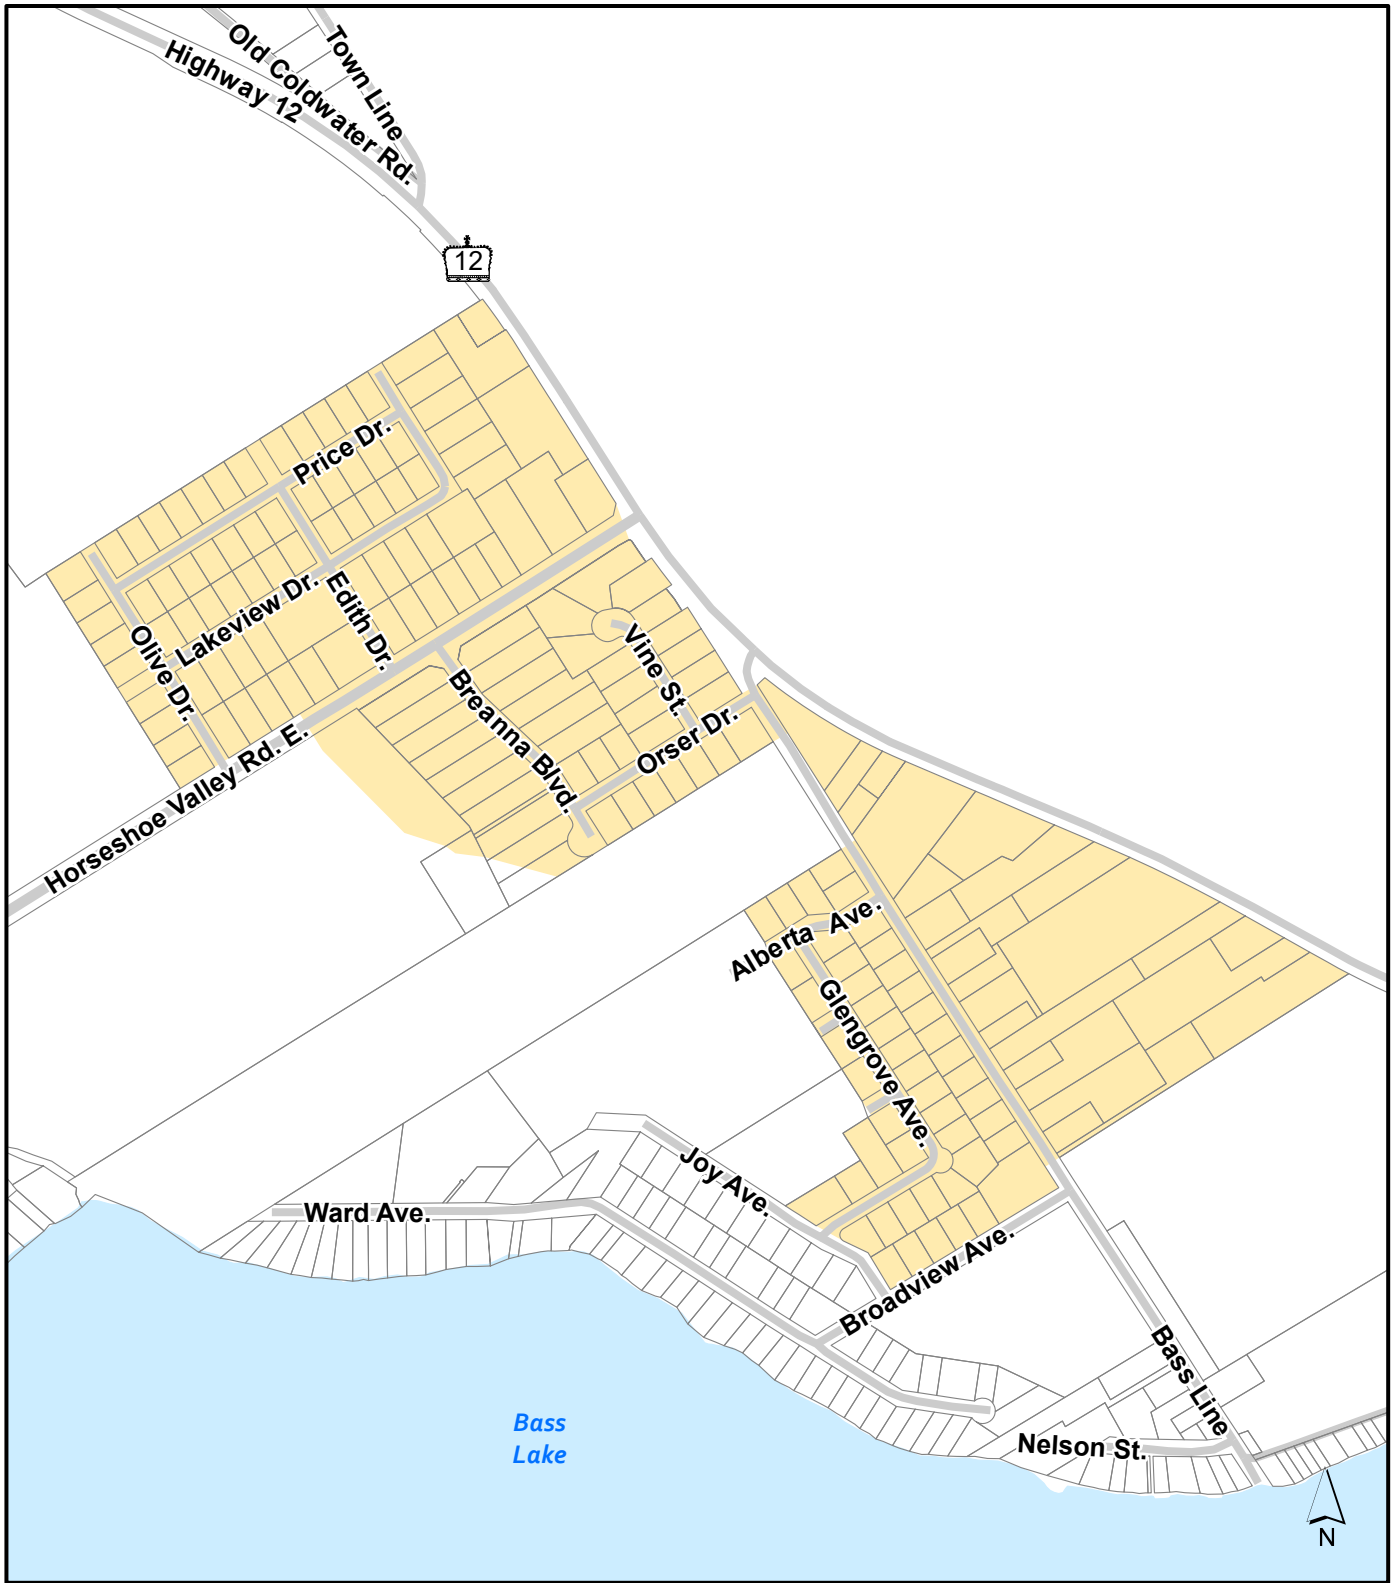 Town Line
Old Coldwater Rd.
Highway 12
12
Price Dr.
Lakeview Dr.
Edith Dr.
Olive Dr.
Vine St.
Breanna Blvd.
Orser Dr.
Horseshoe Valley Rd. E.
Alberta Ave.
Glengrove Ave.
Joy Ave.
Ward Ave.
Broadview Ave.
Bass Line
Bass
Lake
Nelson St.
N